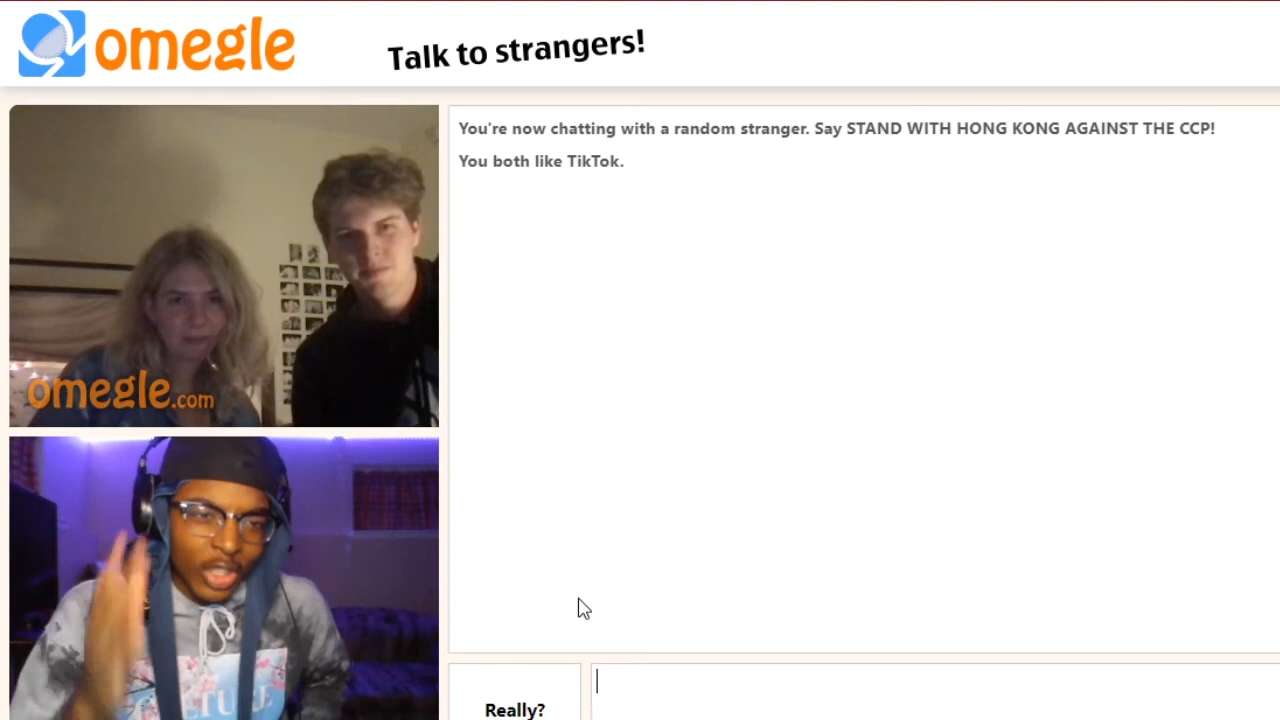 omegle
Talk to strangers!
You're now chatting with a random stranger. Say STAND WITH HONG KONG AGAINST THE CCP!
You both like TikTok.
omegle.com
Really?